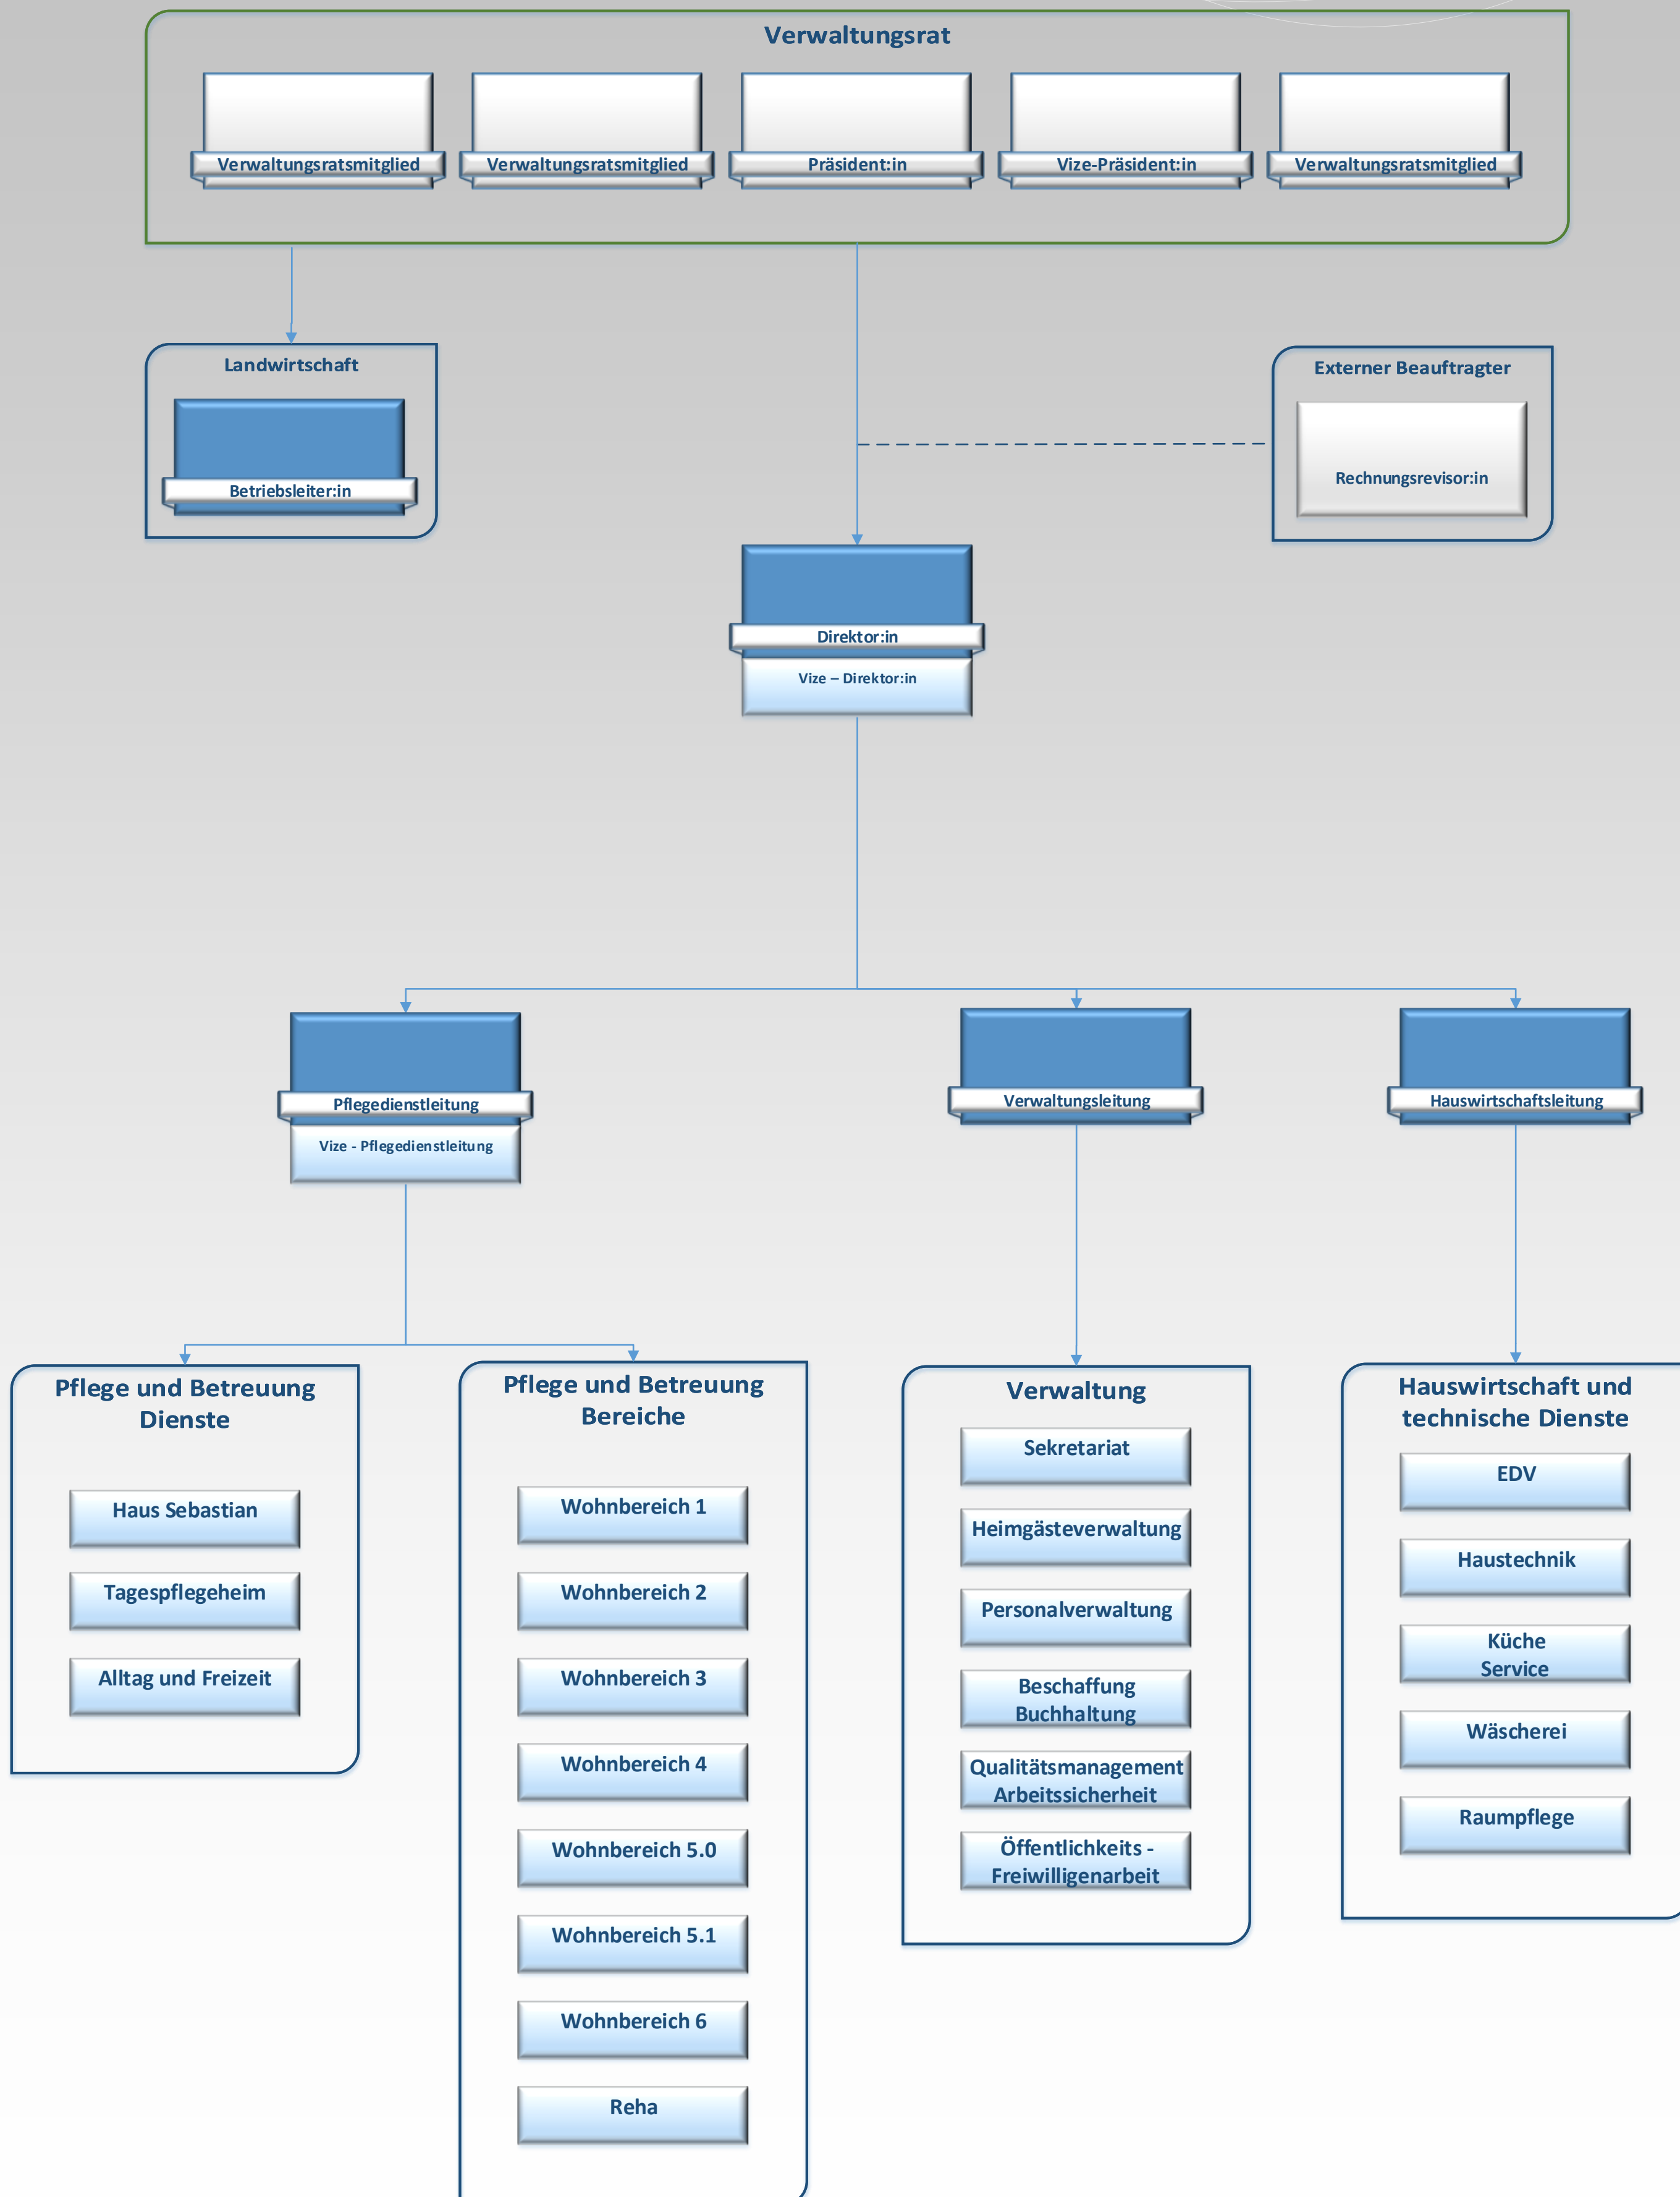 Verwaltungsrat
Verwaltungsratsmitglied
Verwaltungsratsmitglied
Präsident:in
Vize-Präsident:in
Verwaltungsratsmitglied
Landwirtschaft
Betriebsleiter:in
Externer Beauftragter
Rechnungsrevisor:in
Direktor:in
Vize – Direktor:in
Pflegedienstleitung
Vize - Pflegedienstleitung
Verwaltungsleitung
Hauswirtschaftsleitung
Pflege und Betreuung
Dienste
Haus Sebastian
Tagespflegeheim
Alltag und Freizeit
Pflege und Betreuung
Bereiche
Wohnbereich 1
Wohnbereich 2
Wohnbereich 3
Wohnbereich 4
Wohnbereich 5.0
Wohnbereich 5.1
Wohnbereich 6
Reha
Verwaltung
Sekretariat
Heimgästeverwaltung
Personalverwaltung
Beschaffung
Buchhaltung
Qualitätsmanagement
Arbeitssicherheit
Öffentlichkeits -
Freiwilligenarbeit
Hauswirtschaft und
technische Dienste
EDV
Haustechnik
Küche
Service
Wäscherei
Raumpflege